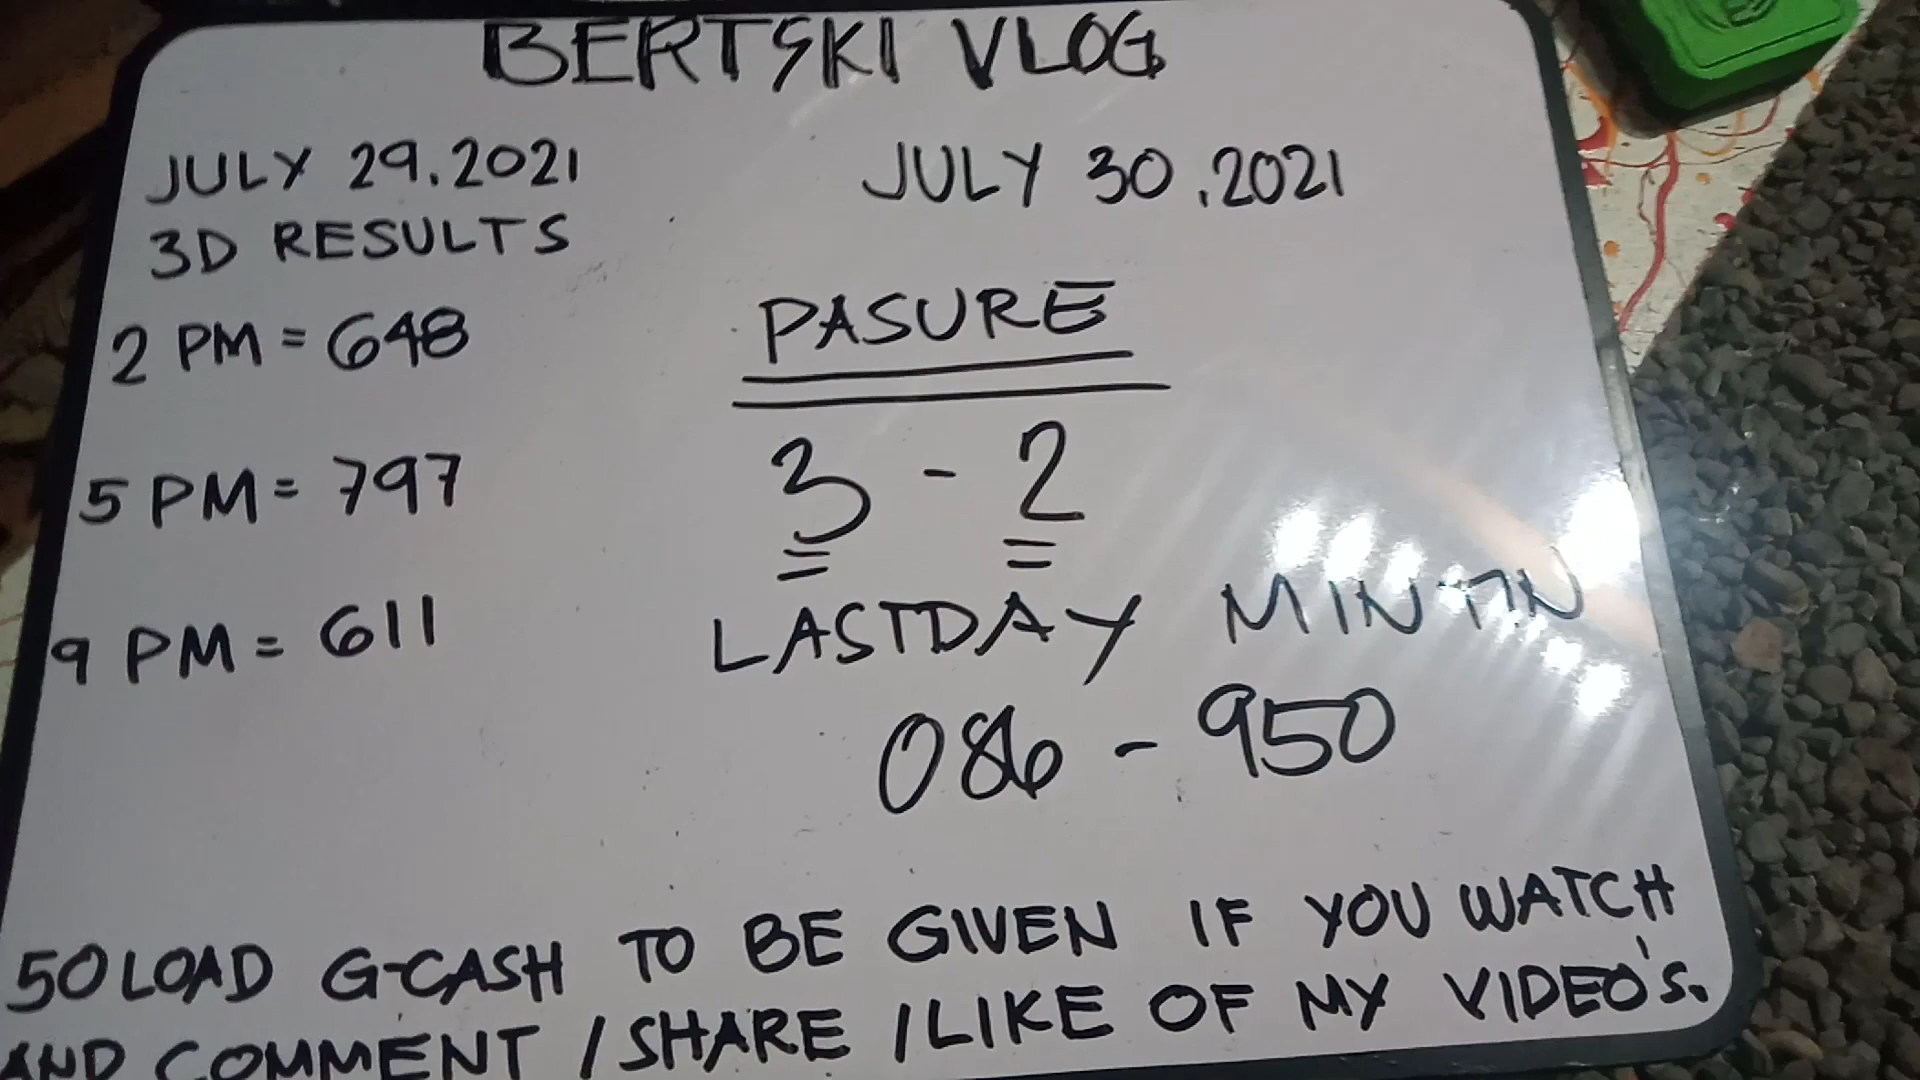 BERTSKI VLOG
JULY 29.2021
3D RESULTS
2 PM = 648
5 PM = 797
9 PM = 611
JULY 30.2021
PASURE
3 - 2
LASTDAY MINTIN
086 - 950
50LOAD G-CASH TO BE GIVEN IF YOU WATCH
AND COMMENT / SHARE / LIKE OF MY VIDEO'S.